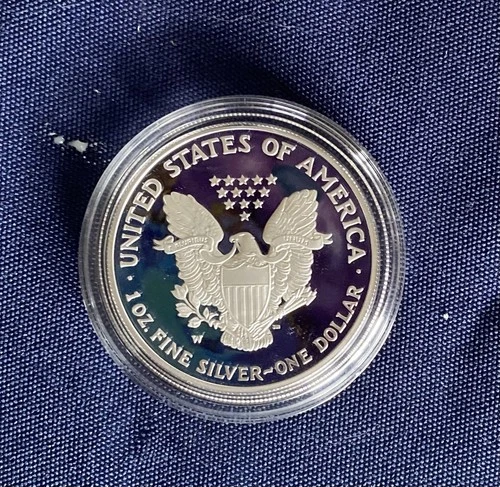 UNITED STATES OF AMERICA
W
1 OZ. FINE SILVER~ONE DOLLAR